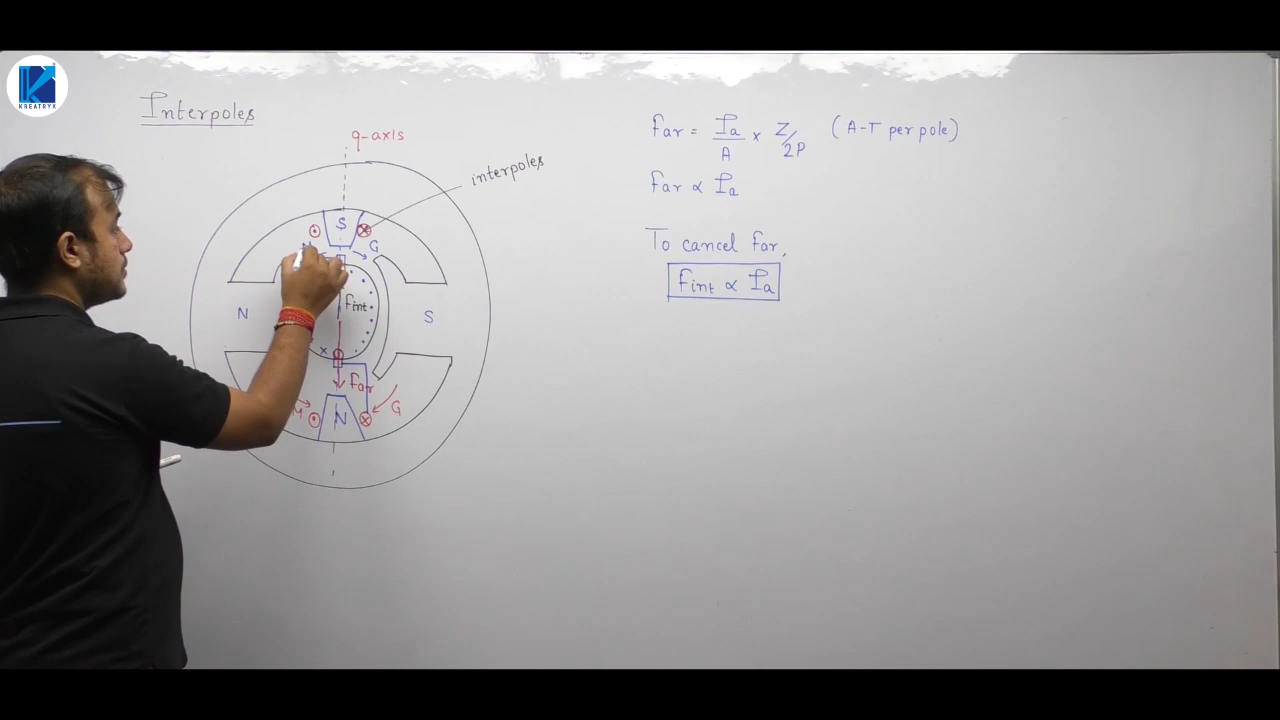 KREATRYX
Interpoles
q-axis
interpoles
S
G
N
Fint
S
x
Far
M
N
G
Far = Ia/A × Z/2P (A-T per pole)
Far ∝ Ia
To cancel Far,
Fint ∝ Ia